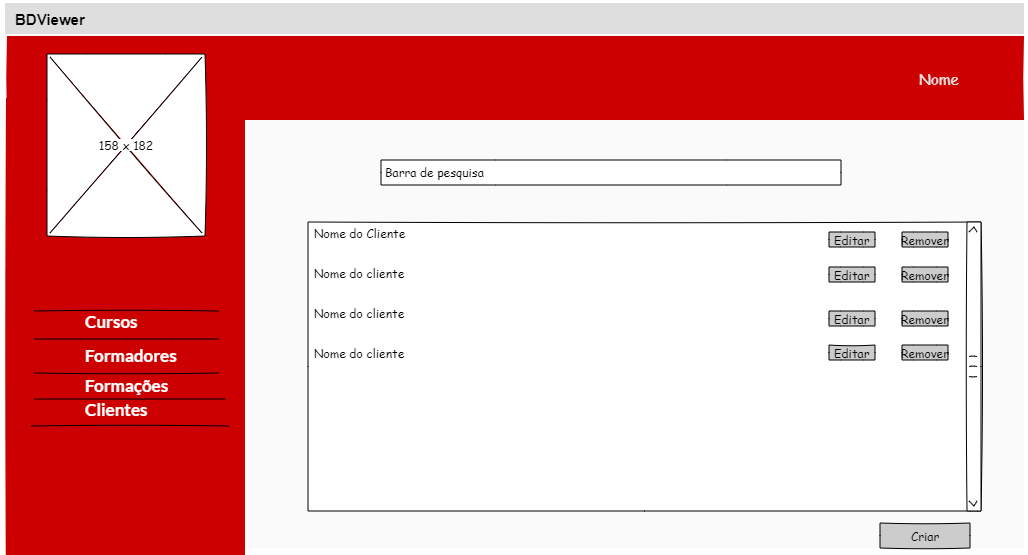 BDViewer
158 x 182
Nome
Cursos
Formadores
Formações
Clientes
Barra de pesquisa
Nome do Cliente Editar Remover
Nome do cliente Editar Remover
Nome do cliente Editar Remover
Nome do cliente Editar Remover
Criar